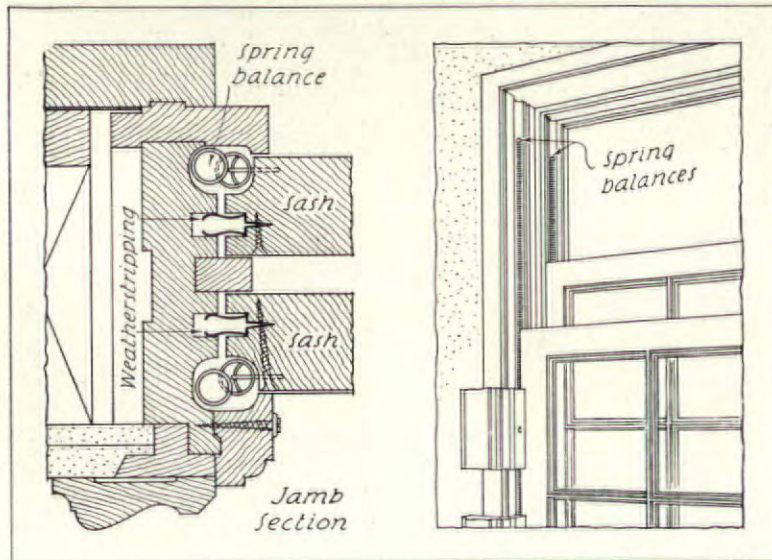 Spring
balance
Sash
Weatherstripping
Sash
Jamb
Section
Spring
balances